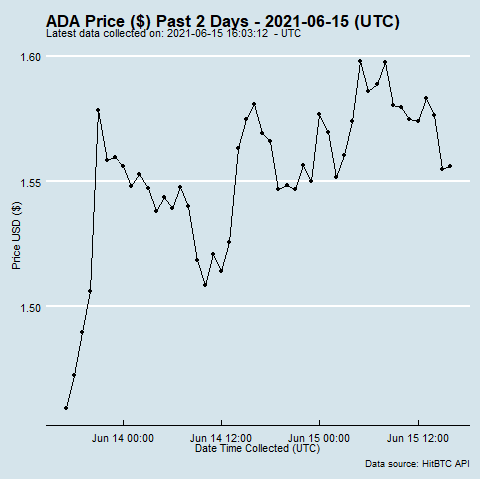 ADA Price ($) Past 2 Days - 2021-06-15 (UTC)
Latest data collected on: 2021-06-15 16:03:12 - UTC
1.60
1.55
1.50
Price USD ($)
Jun 14 00:00 Jun 14 12:00 Jun 15 00:00 Jun 15 12:00
Date Time Collected (UTC)
Data source: HitBTC API